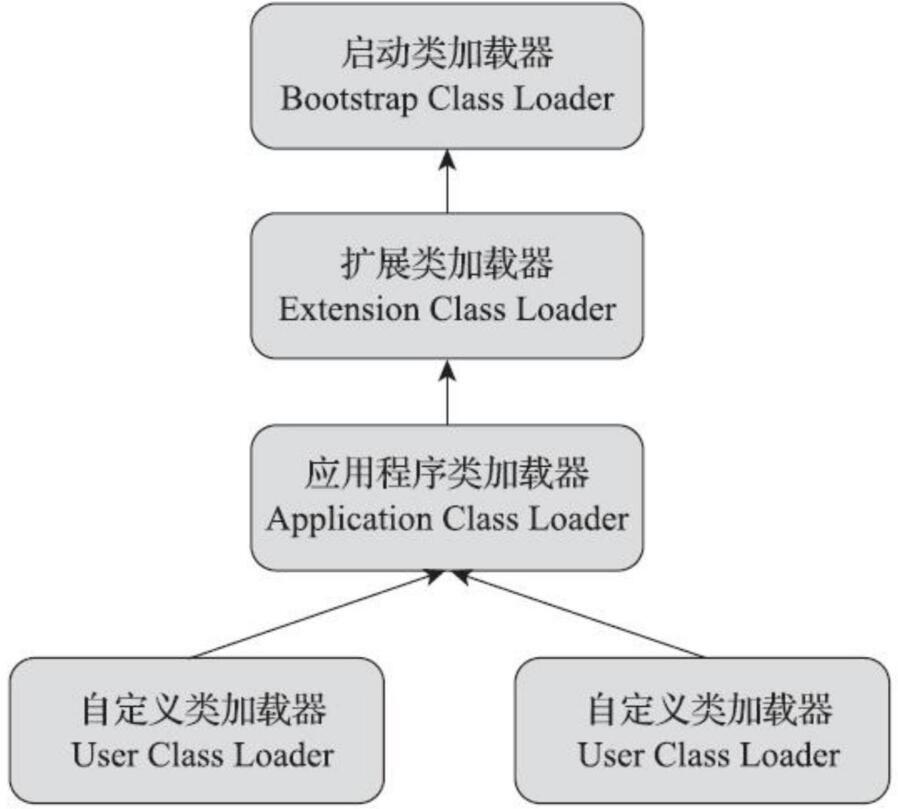 启动类加载器
Bootstrap Class Loader
扩展类加载器
Extension Class Loader
应用程序类加载器
Application Class Loader
自定义类加载器
User Class Loader
自定义类加载器
User Class Loader